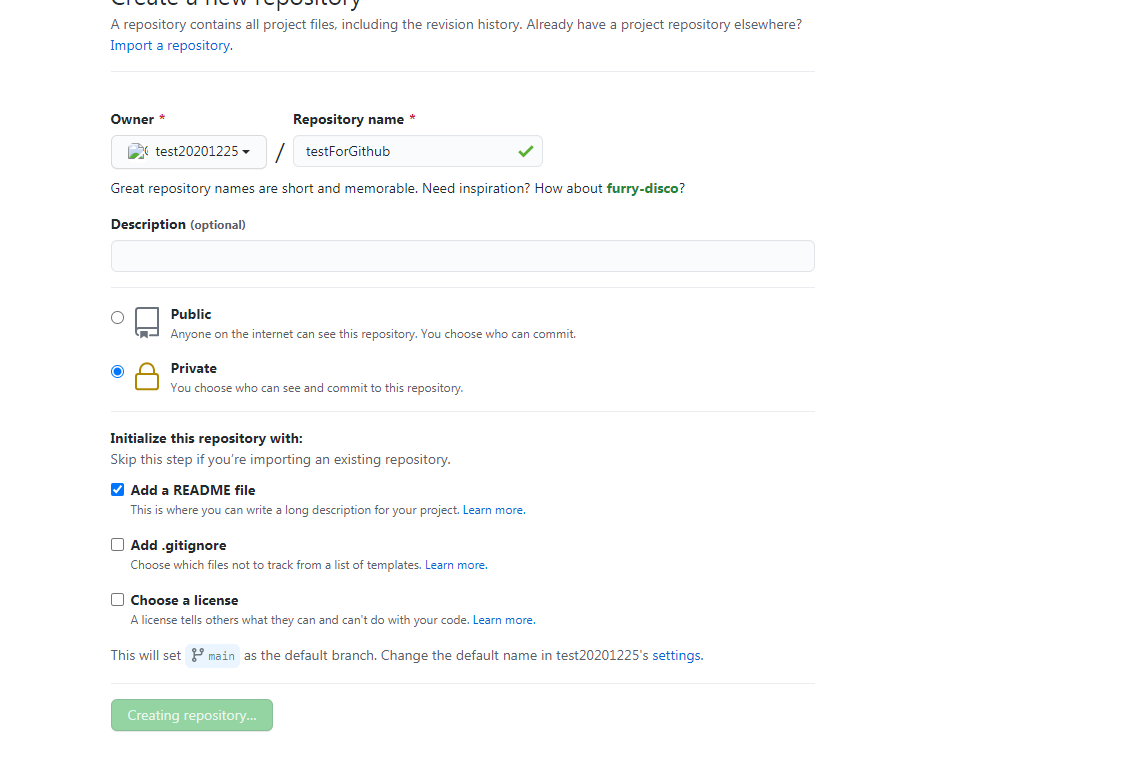 Create a new repository
A repository contains all project files, including the revision history. Already have a project repository elsewhere?
Import a repository.
Owner *
Repository name *
test20201225
/
testForGithub
Great repository names are short and memorable. Need inspiration? How about furry-disco?
Description (optional)
Public
Anyone on the internet can see this repository. You choose who can commit.
Private
You choose who can see and commit to this repository.
Initialize this repository with:
Skip this step if you're importing an existing repository.
Add a README file
This is where you can write a long description for your project. Learn more.
Add .gitignore
Choose which files not to track from a list of templates. Learn more.
Choose a license
A license tells others what they can and can't do with your code. Learn more.
This will set main as the default branch. Change the default name in test20201225's settings.
Creating repository...